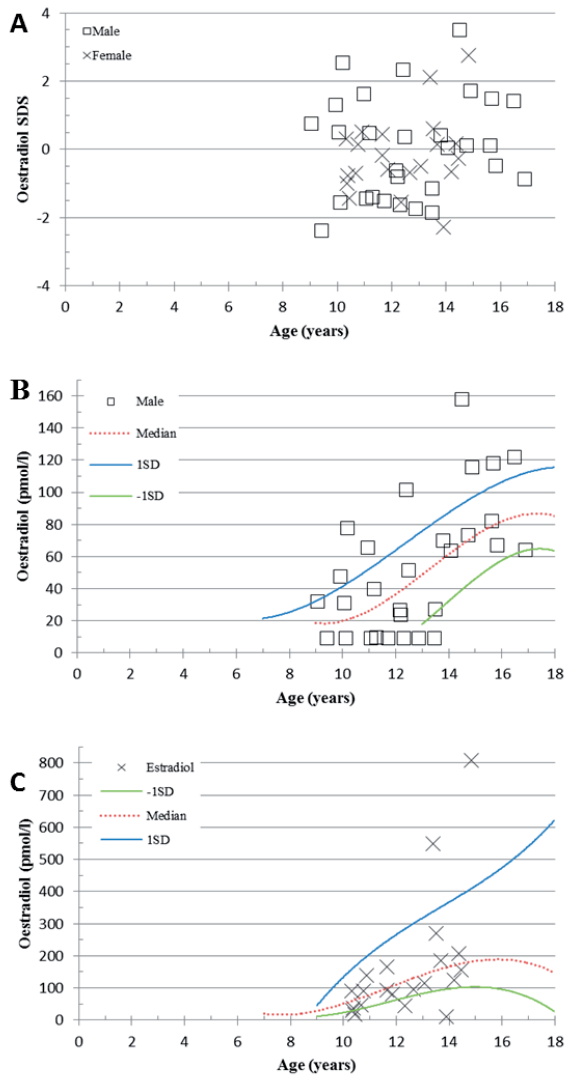 A
4
Male
Female
2
0
-2
-4
Oestradiol SDS
0 2 4 6 8 10 12 14 16 18
Age (years)
B
160
140
120
100
80
60
40
20
0
Oestradiol (pmol/l)
Male
Median
1SD
-1SD
0 2 4 6 8 10 12 14 16 18
Age (years)
C
800
700
600
500
400
300
200
100
0
Oestradiol (pmol/l)
Estradiol
-1SD
Median
1SD
0 2 4 6 8 10 12 14 16 18
Age (years)